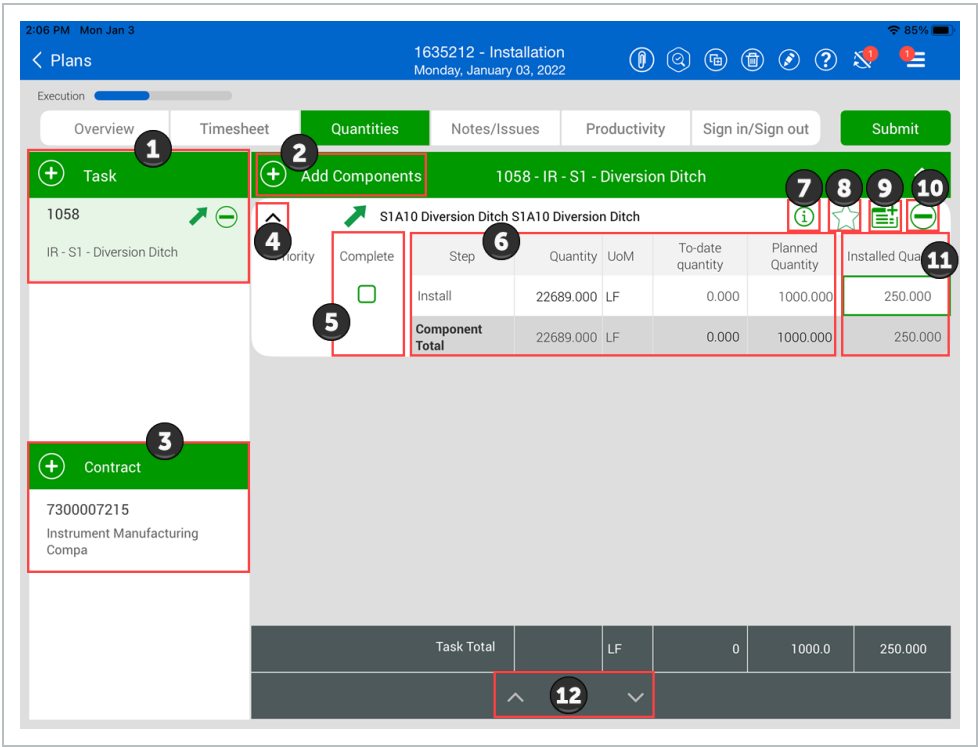 2:06 PM Mon Jan 3
85%
Plans
1635212 - Installation
Monday, January 03, 2022
1
1
Execution
Overview
Timesheet
Quantities
Notes/Issues
Productivity
Sign in/Sign out
Submit
1
2
Task
Add Components
1058 - IR - S1 - Diversion Ditch
7
8
9
10
1058
IR - S1 - Diversion Ditch
S1A10 Diversion Ditch S1A10 Diversion Ditch
4
6
11
Complete
Step
Quantity
UoM
To-date
quantity
Planned
Quantity
Installed
5
Install
22689.000
LF
0.000
1000.000
250.000
Component
Total
22689.000
LF
0.000
1000.000
250.000
3
Contract
7300007215
Instrument Manufacturing
Compa
Task Total
LF
0
1000.0
250.000
12